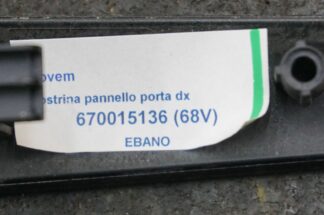 ovem
ostrina pannello porta dx
670015136 (68V)
EBANO